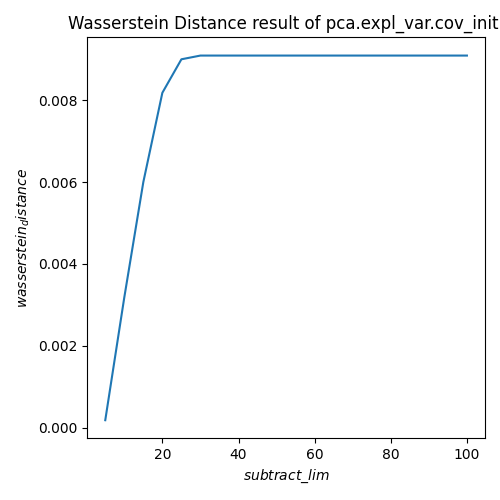 Wasserstein Distance result of pca.expl_var.cov_init
0.008
0.006
0.004
0.002
0.000
wasserstein_distance
20 40 60 80 100
subtract_lim